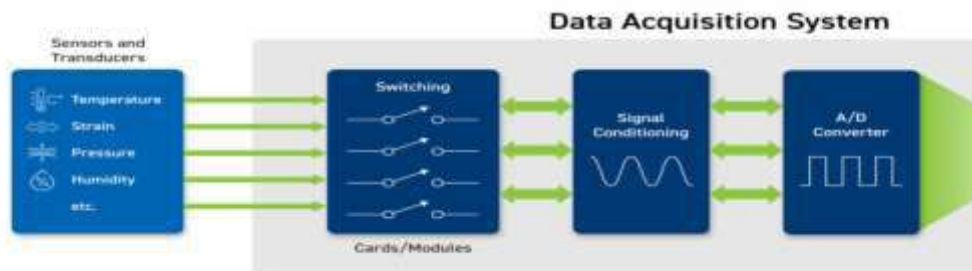 Data Acquisition System
Sensors and
Transducers
Temperature
Strain
Pressure
Humidity
etc.
Switching
Cards/Modules
Signal
Conditioning
A/D
Converter